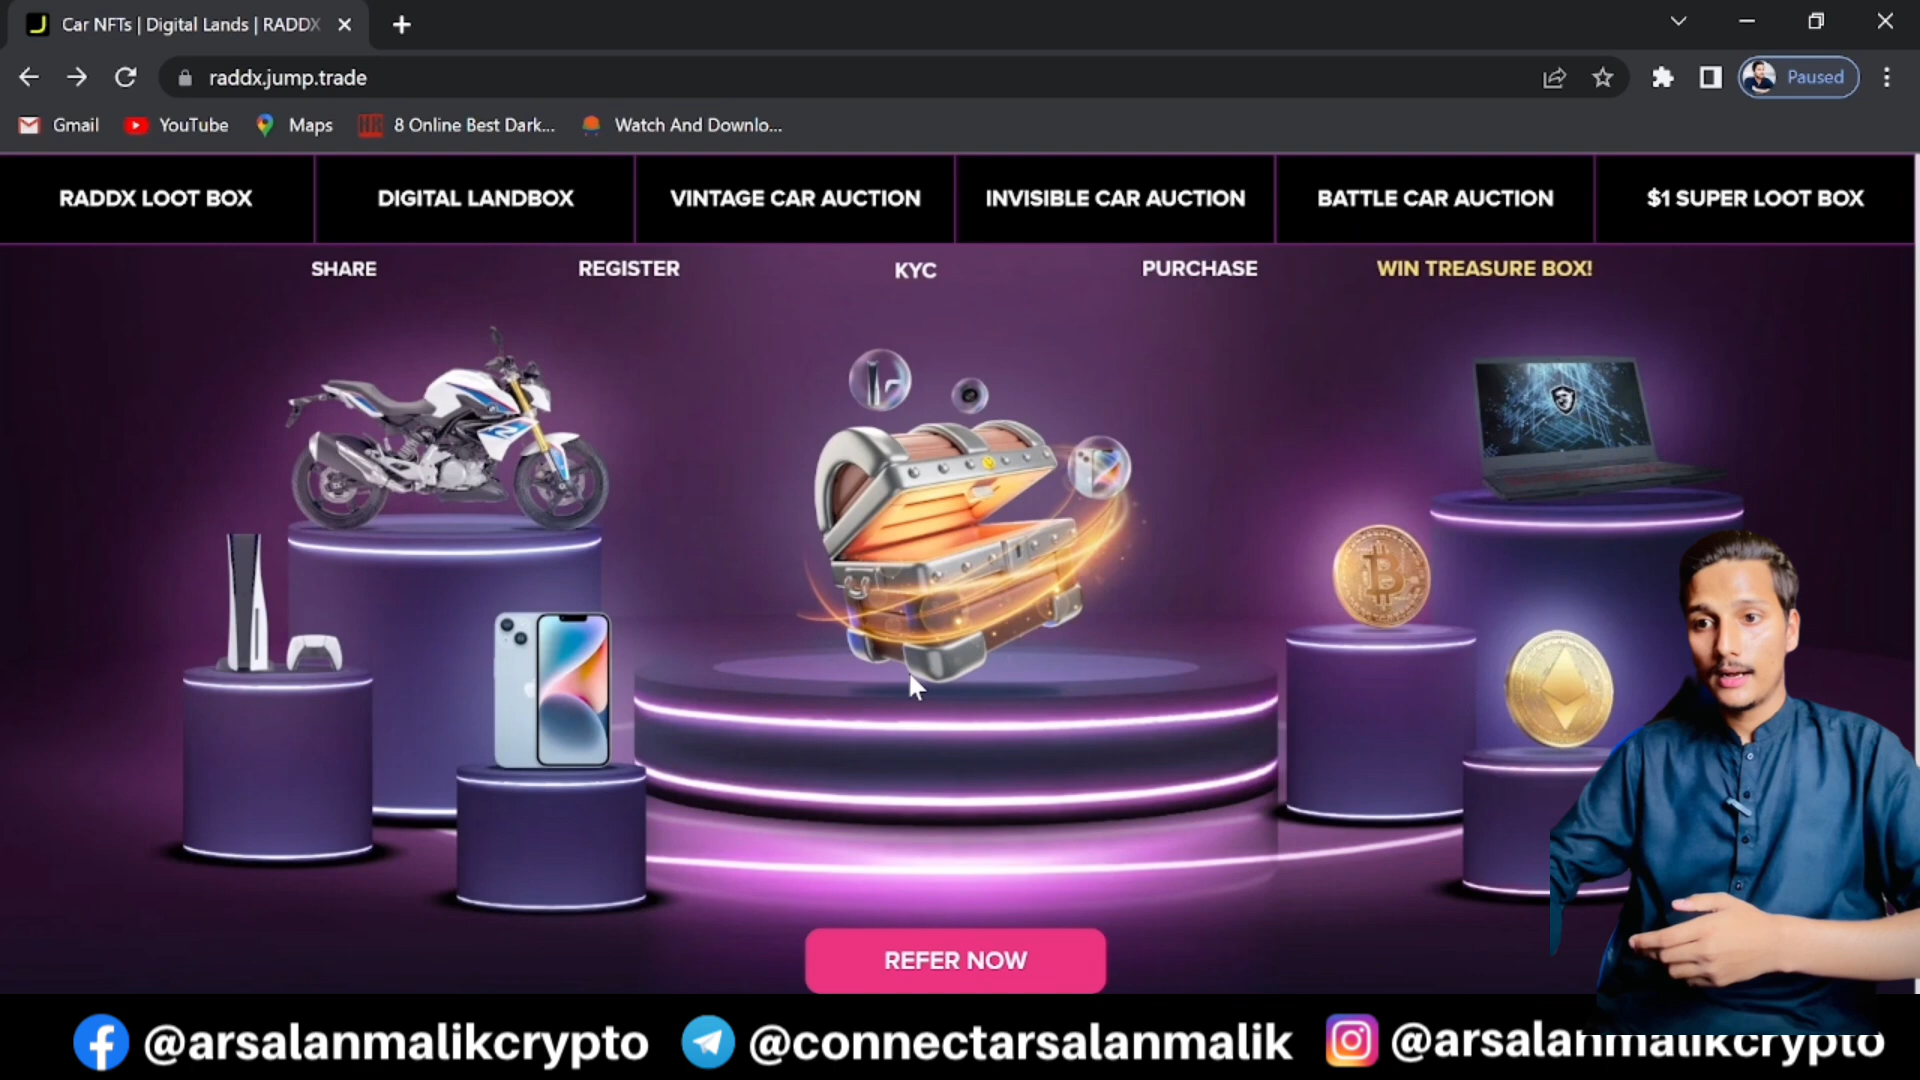 Car NFTs | Digital Lands | RADDX
raddx.jump.trade
Paused
Gmail
YouTube
Maps
8 Online Best Dark...
Watch And Downlo...
RADDX LOOT BOX
DIGITAL LANDBOX
VINTAGE CAR AUCTION
INVISIBLE CAR AUCTION
BATTLE CAR AUCTION
$1 SUPER LOOT BOX
SHARE
REGISTER
KYC
PURCHASE
WIN TREASURE BOX!
REFER NOW
@arsalanmalikcrypto
@connectarsalanmalik
@arsalanmalikcrypto